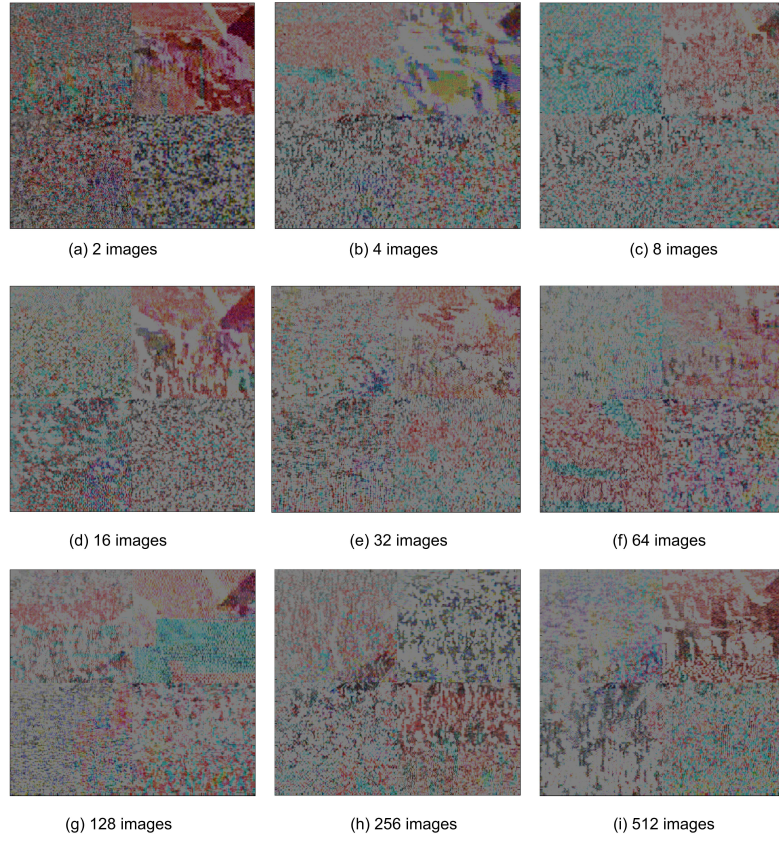 (a) 2 images
(b) 4 images
(c) 8 images
(d) 16 images
(e) 32 images
(f) 64 images
(g) 128 images
(h) 256 images
(i) 512 images